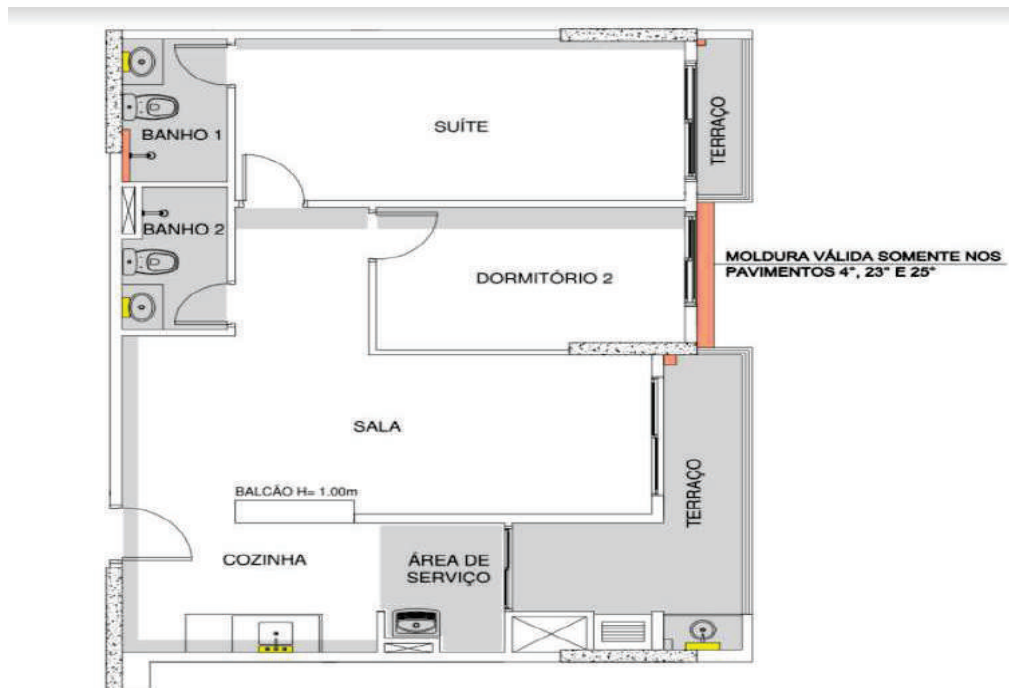 BANHO 1
SUÍTE
TERRAÇO
BANHO 2
DORMITÓRIO 2
MOLDURA VÁLIDA SOMENTE NOS
PAVIMENTOS 4°, 23° E 25°
SALA
BALCÃO H= 1.00m
TERRAÇO
COZINHA
ÁREA DE
SERVIÇO